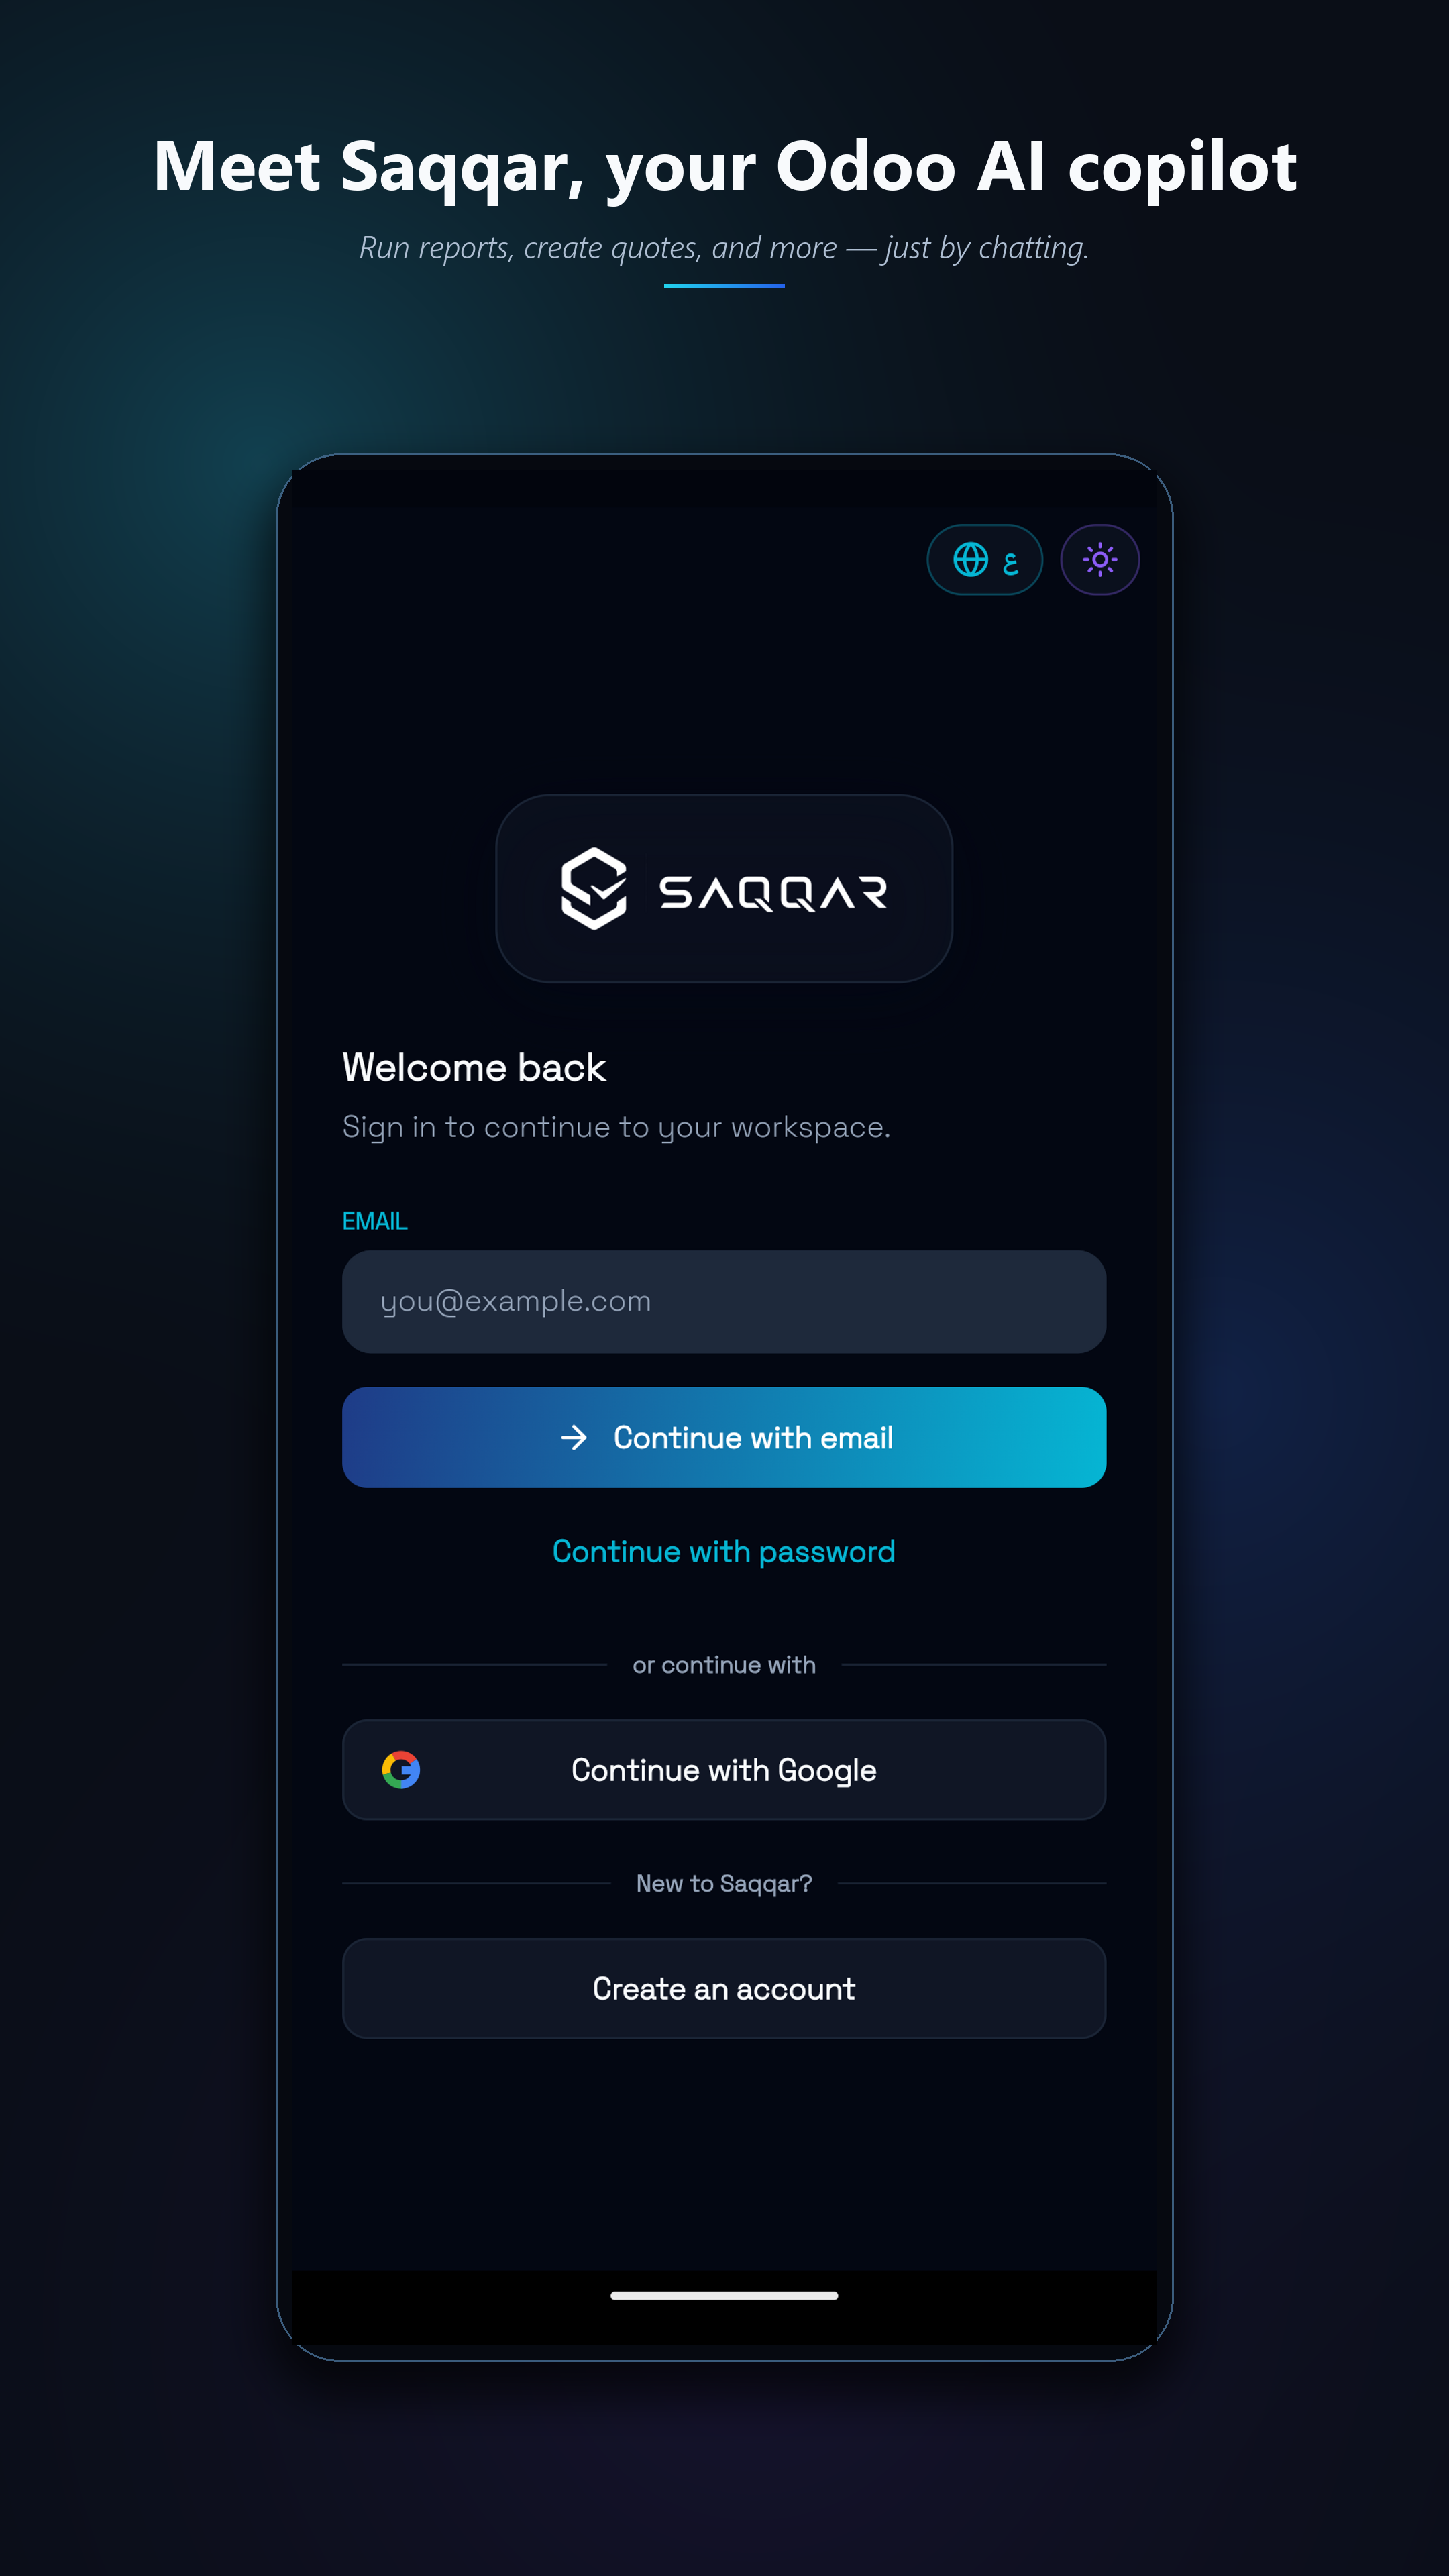 Meet Saqqar, your Odoo AI copilot
Run reports, create quotes, and more — just by chatting.
ع
SAQQAR
Welcome back
Sign in to continue to your workspace.
EMAIL
you@example.com
Continue with email
Continue with password
or continue with
Continue with Google
New to Saqqar?
Create an account